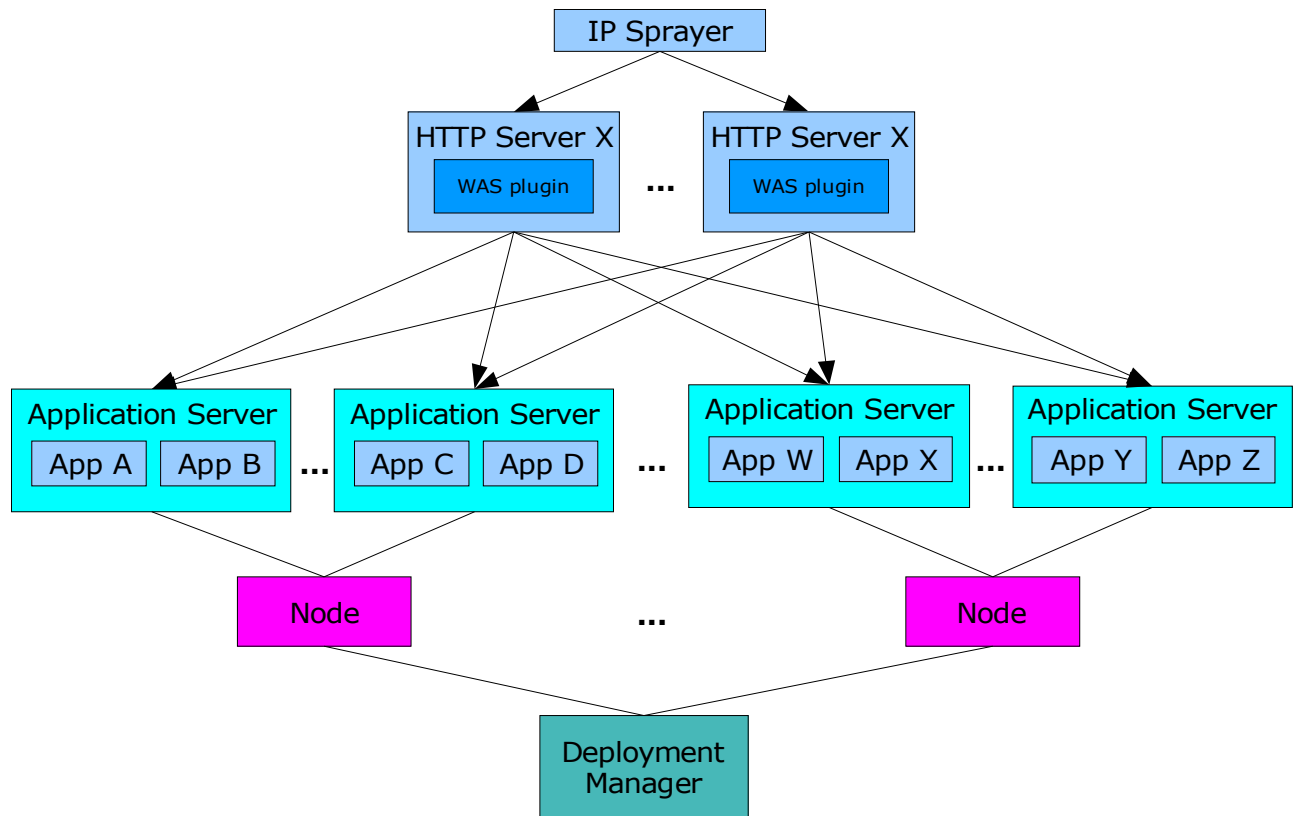 IP Sprayer
HTTP Server X
WAS plugin
...
HTTP Server X
WAS plugin
Application Server
App A
App B
...
Application Server
App C
App D
...
Application Server
App W
App X
...
Application Server
App Y
App Z
Node
...
Node
Deployment
Manager